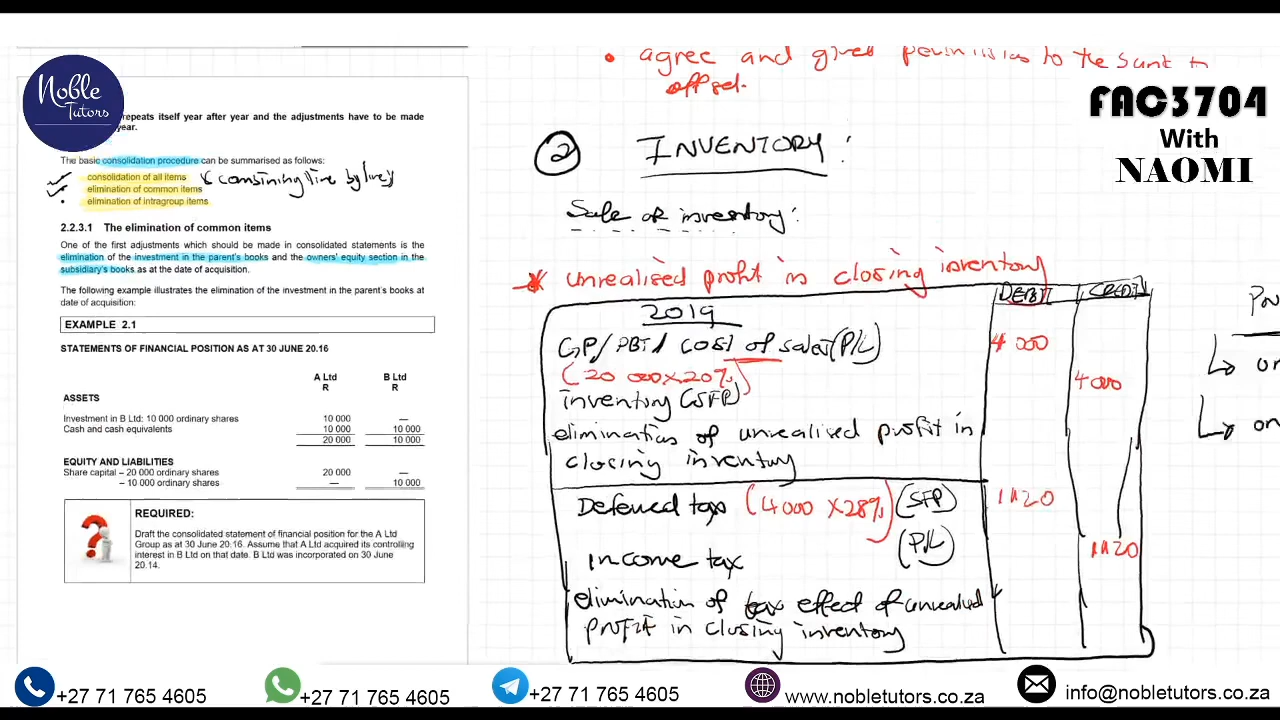 Noble
Tutors
repeats itself year after year and the adjustments have to be made
year.
The basic consolidation procedure can be summarised as follows:
consolidation of all items
line by line
• elimination of common items
• elimination of intragroup items
2.2.3.1 The elimination of common items
One of the first adjustments which should be made in consolidated statements is the
elimination of the investment in the parent's books and the owners' equity section in the
subsidiary's books as at the date of acquisition.
The following example illustrates the elimination of the investment in the parent's books at
date of acquisition:
EXAMPLE 2.1
STATEMENTS OF FINANCIAL POSITION AS AT 30 JUNE 20.16
A Ltd B Ltd
R R
ASSETS
Investment in B Ltd: 10 000 ordinary shares 10 000 —
Cash and cash equivalents 10 000 10 000
20 000 10 000
EQUITY AND LIABILITIES
Share capital – 20 000 ordinary shares 20 000 —
– 10 000 ordinary shares — 10 000
REQUIRED:
Draft the consolidated statement of financial position for the A Ltd
Group as at 30 June 20.16. Assume that A Ltd acquired its controlling
interest in B Ltd on that date. B Ltd was incorporated on 30 June
20.14.
• agree and gives to the
offset.
FAC3704
With
NAOMI
② INVENTORY:
Sale of inventory:
* unrealised profit in closing inventory
DEBIT CREDIT
2019
GP/PBT/ cost of sales (P/L) 4 000
(20 000 x 20%)
4 000
inventory (SFP)
elimination of unrealised profit in
closing inventory
Deferred tax (4 000 x 28%) (SFP) 1 120
(P/L)
1 120
income tax
elimination of tax effect of unrealised
profit in closing inventory
+27 71 765 4605
+27 71 765 4605
+27 71 765 4605
www.nobletutors.co.za
info@nobletutors.co.za